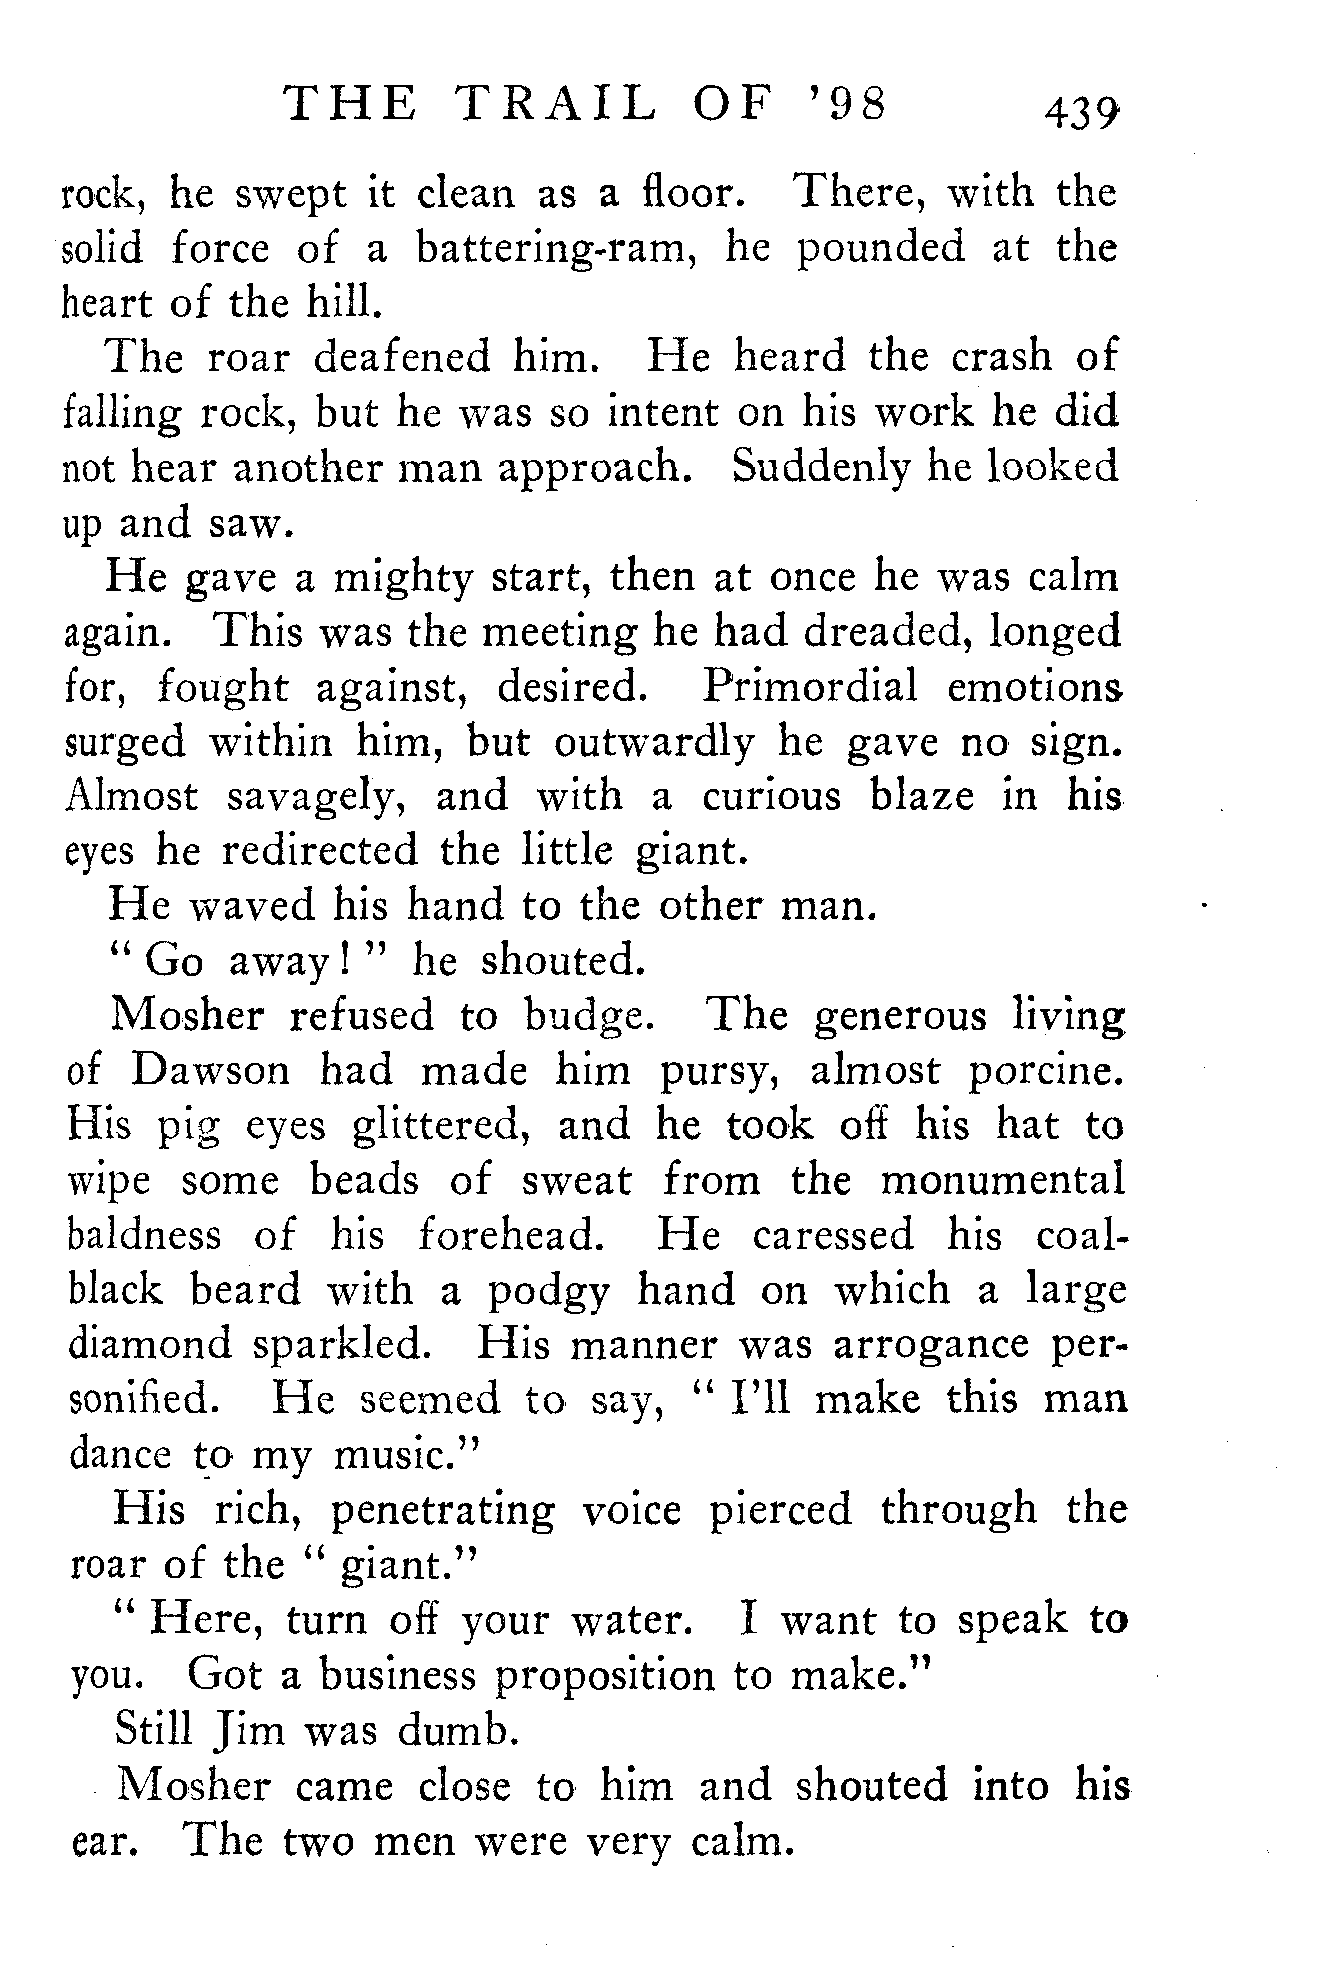 THE TRAIL OF '98 439
rock, he swept it clean as a floor. There, with the
solid force of a battering-ram, he pounded at the
heart of the hill.
The roar deafened him. He heard the crash of
falling rock, but he was so intent on his work he did
not hear another man approach. Suddenly he looked
up and saw.
He gave a mighty start, then at once he was calm
again. This was the meeting he had dreaded, longed
for, fought against, desired. Primordial emotions
surged within him, but outwardly he gave no sign.
Almost savagely, and with a curious blaze in his
eyes he redirected the little giant.
He waved his hand to the other man.
" Go away! " he shouted.
Mosher refused to budge. The generous living
of Dawson had made him pursy, almost porcine.
His pig eyes glittered, and he took off his hat to
wipe some beads of sweat from the monumental
baldness of his forehead. He caressed his coal-
black beard with a podgy hand on which a large
diamond sparkled. His manner was arrogance per-
sonified. He seemed to say, " I'll make this man
dance to my music."
His rich, penetrating voice pierced through the
roar of the " giant."
" Here, turn off your water. I want to speak to
you. Got a business proposition to make."
Still Jim was dumb.
Mosher came close to him and shouted into his
ear. The two men were very calm.